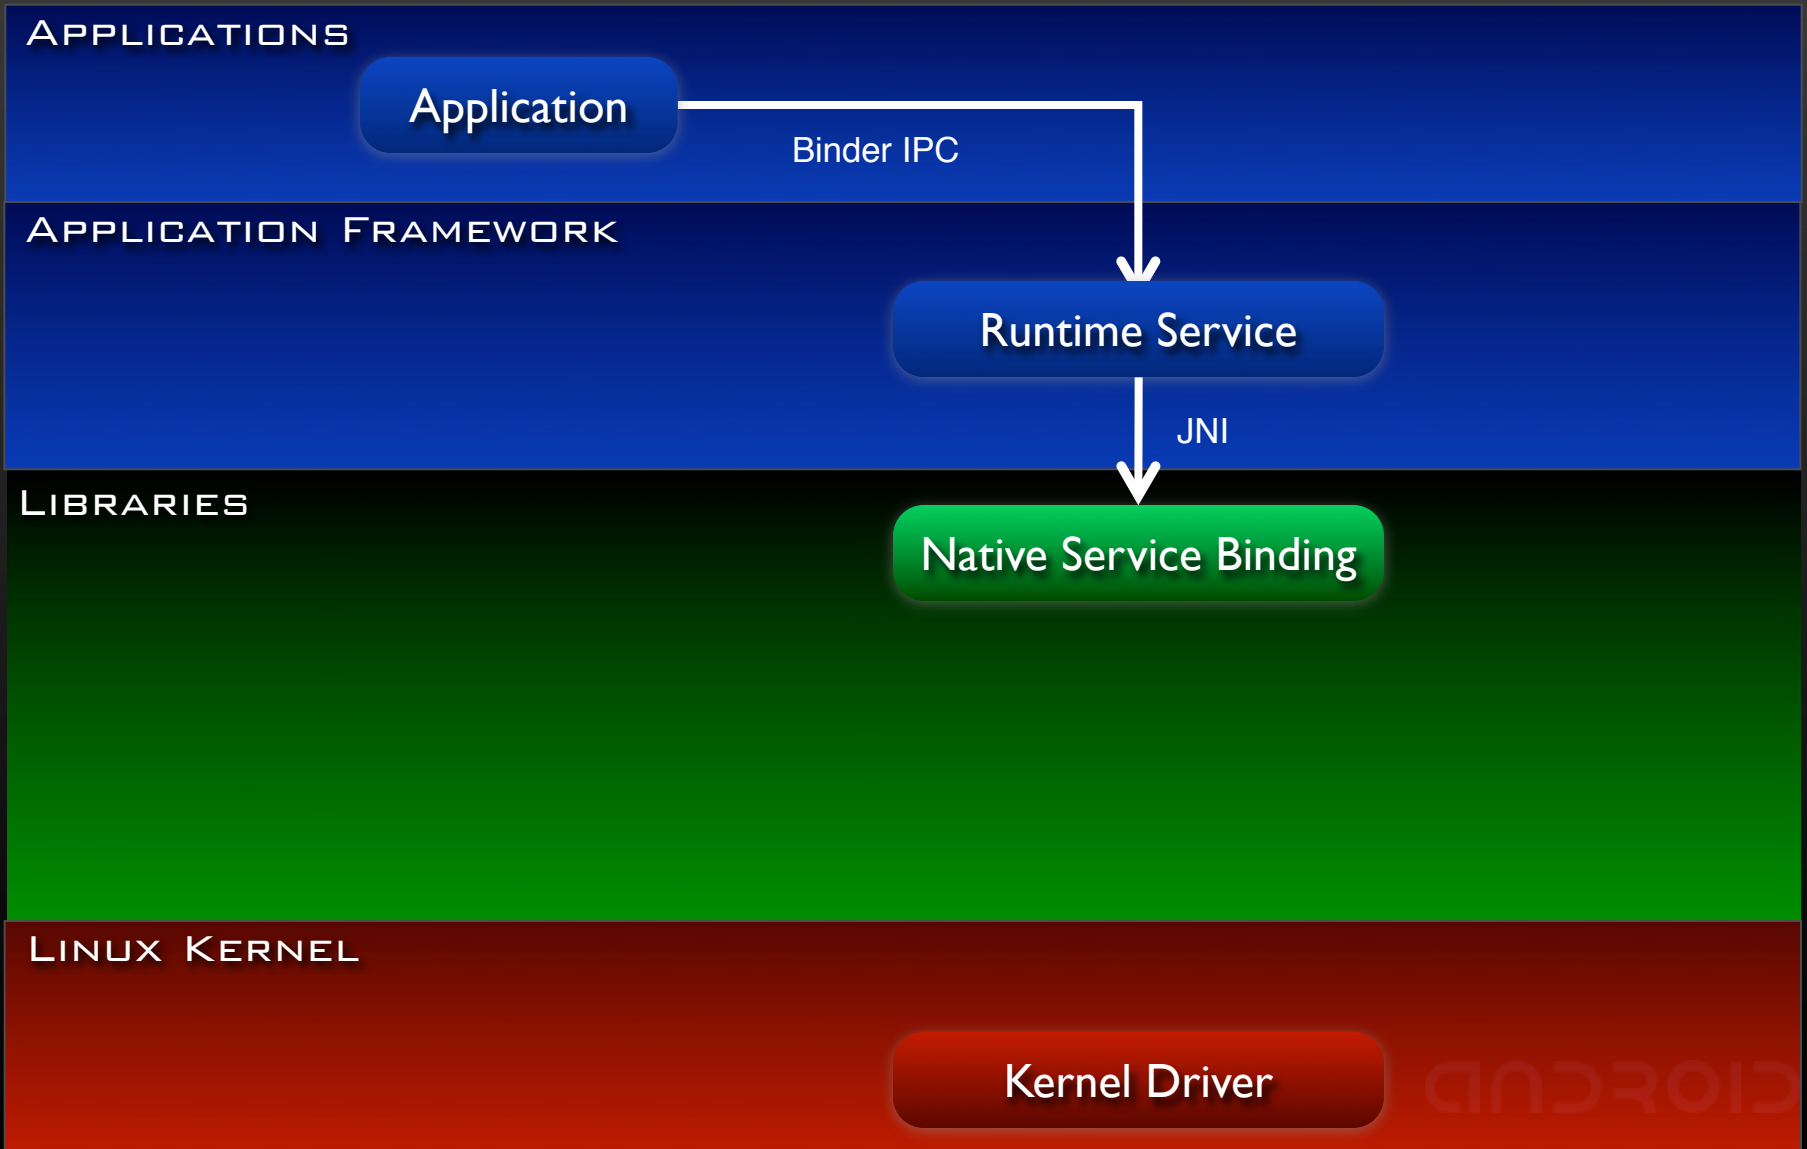 APPLICATIONS
Application
Binder IPC
APPLICATION FRAMEWORK
Runtime Service
JNI
LIBRARIES
Native Service Binding
LINUX KERNEL
Kernel Driver
ANDROID